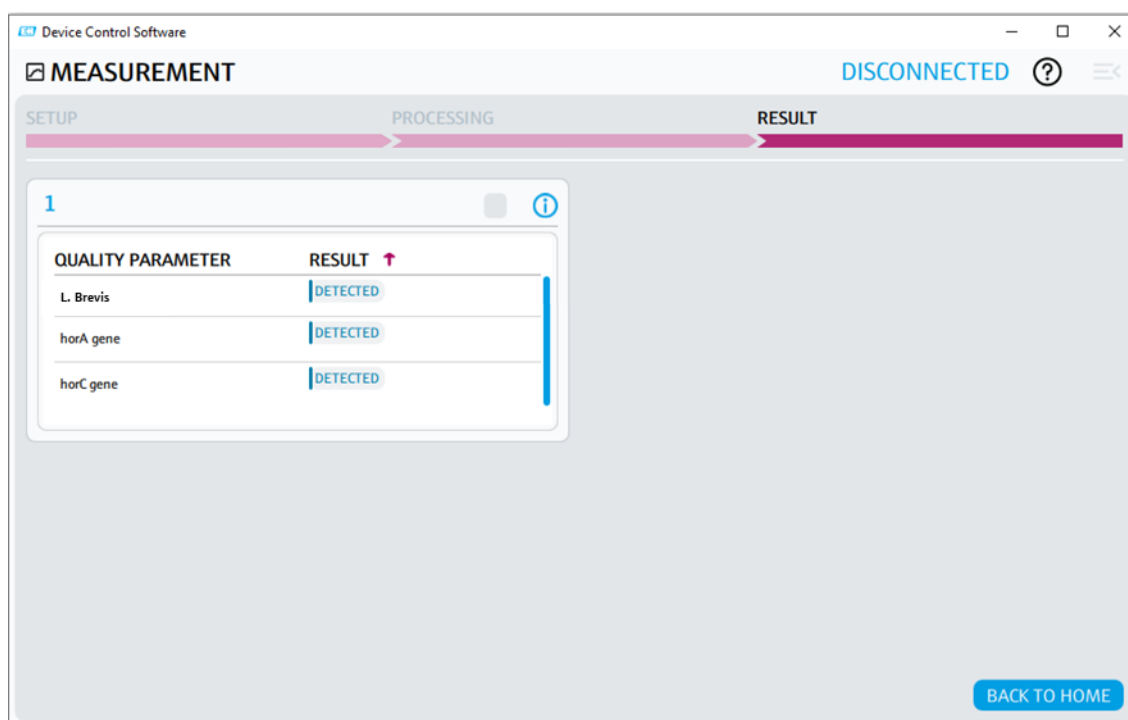 Device Control Software
MEASUREMENT DISCONNECTED ?
SETUP PROCESSING RESULT
1 i
QUALITY PARAMETER RESULT
L. Brevis DETECTED
horA gene DETECTED
horC gene DETECTED
BACK TO HOME